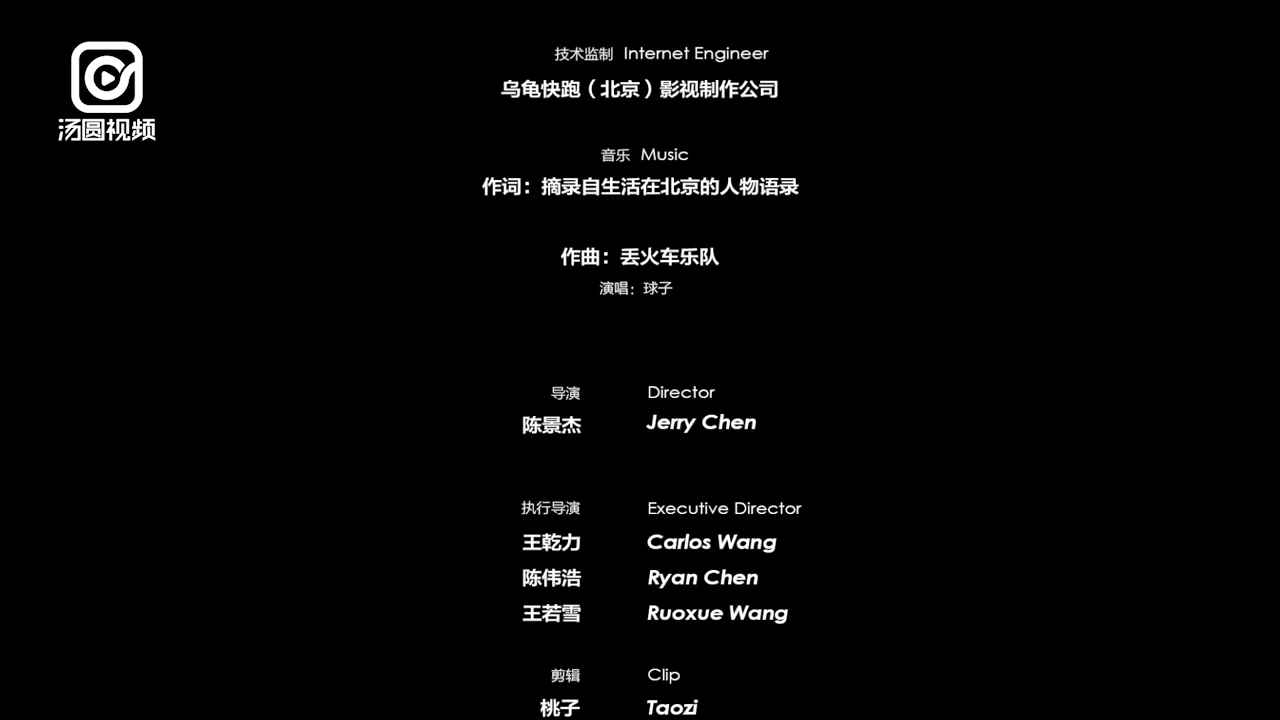 汤圆视频
技术监制 Internet Engineer
乌龟快跑（北京）影视制作公司
音乐 Music
作词：摘录自生活在北京的人物语录
作曲：丢火车乐队
演唱：球子
导演 Director
陈景杰 Jerry Chen
执行导演 Executive Director
王乾力 Carlos Wang
陈伟浩 Ryan Chen
王若雪 Ruoxue Wang
剪辑 Clip
桃子 Taozi